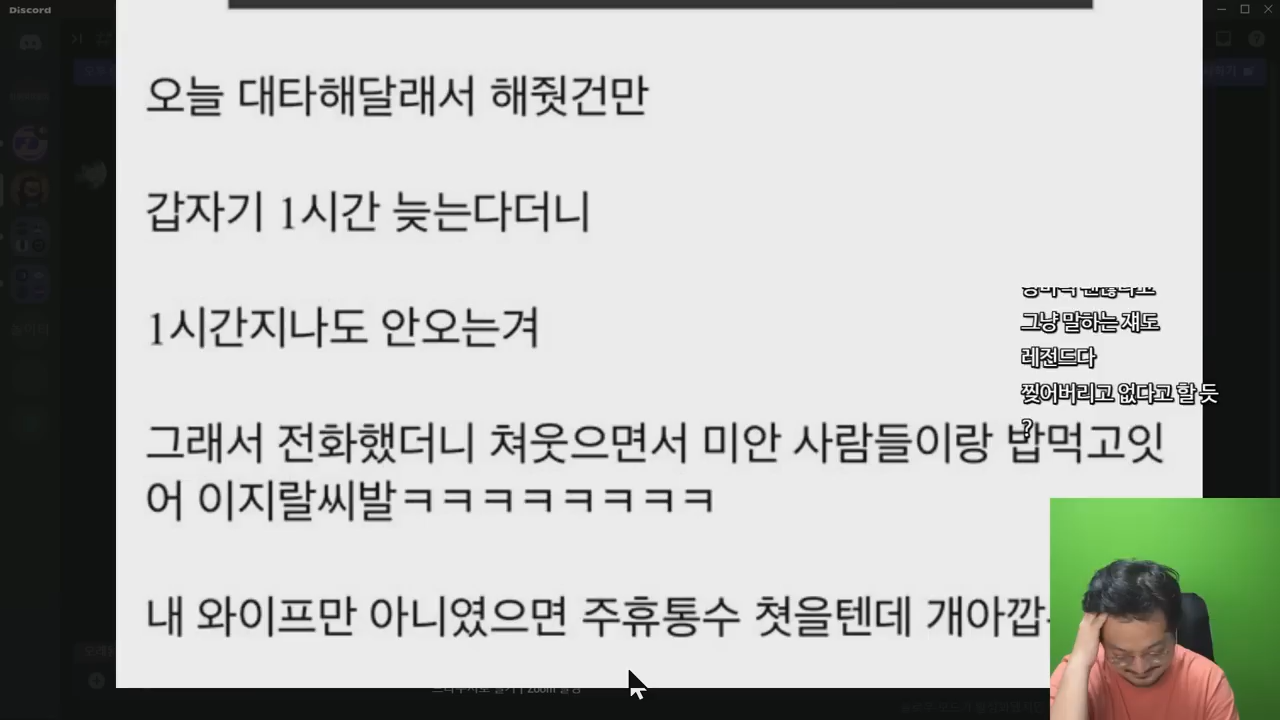 Discord
오늘 대타해달래서 해줫건만
갑자기 1시간 늦는다더니
1시간지나도 안오는겨
그래서 전화했더니 쳐웃으면서 미안 사람들이랑 밥먹고잇
어 이지랄씨발ㅋㅋㅋㅋㅋㅋㅋㅋ
내 와이프만 아니였으면 주휴통수 쳣을텐데 개아깝
그냥 말하는 쟤도
레전드다
찢어버리고 없다고 할 듯
?